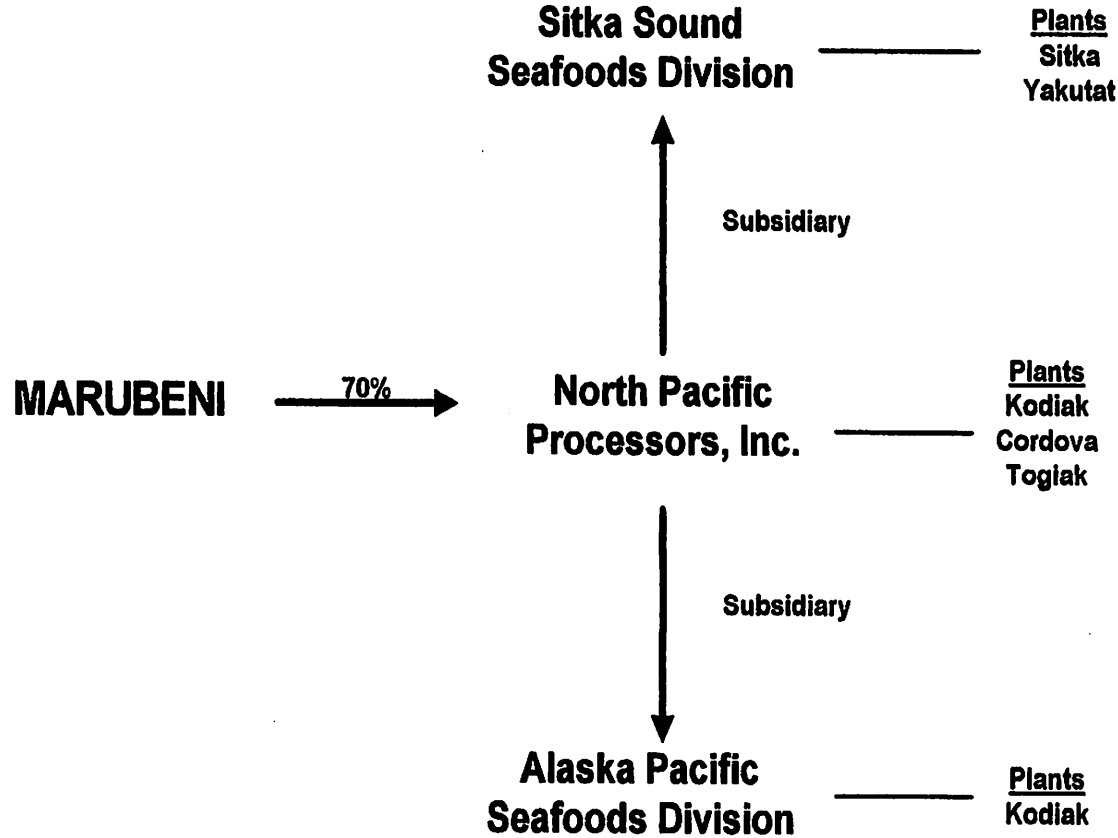 Sitka Sound
Seafoods Division
Plants
Sitka
Yakutat
Subsidiary
MARUBENI
70%
North Pacific
Processors, Inc.
Plants
Kodiak
Cordova
Togiak
Subsidiary
Alaska Pacific
Seafoods Division
Plants
Kodiak